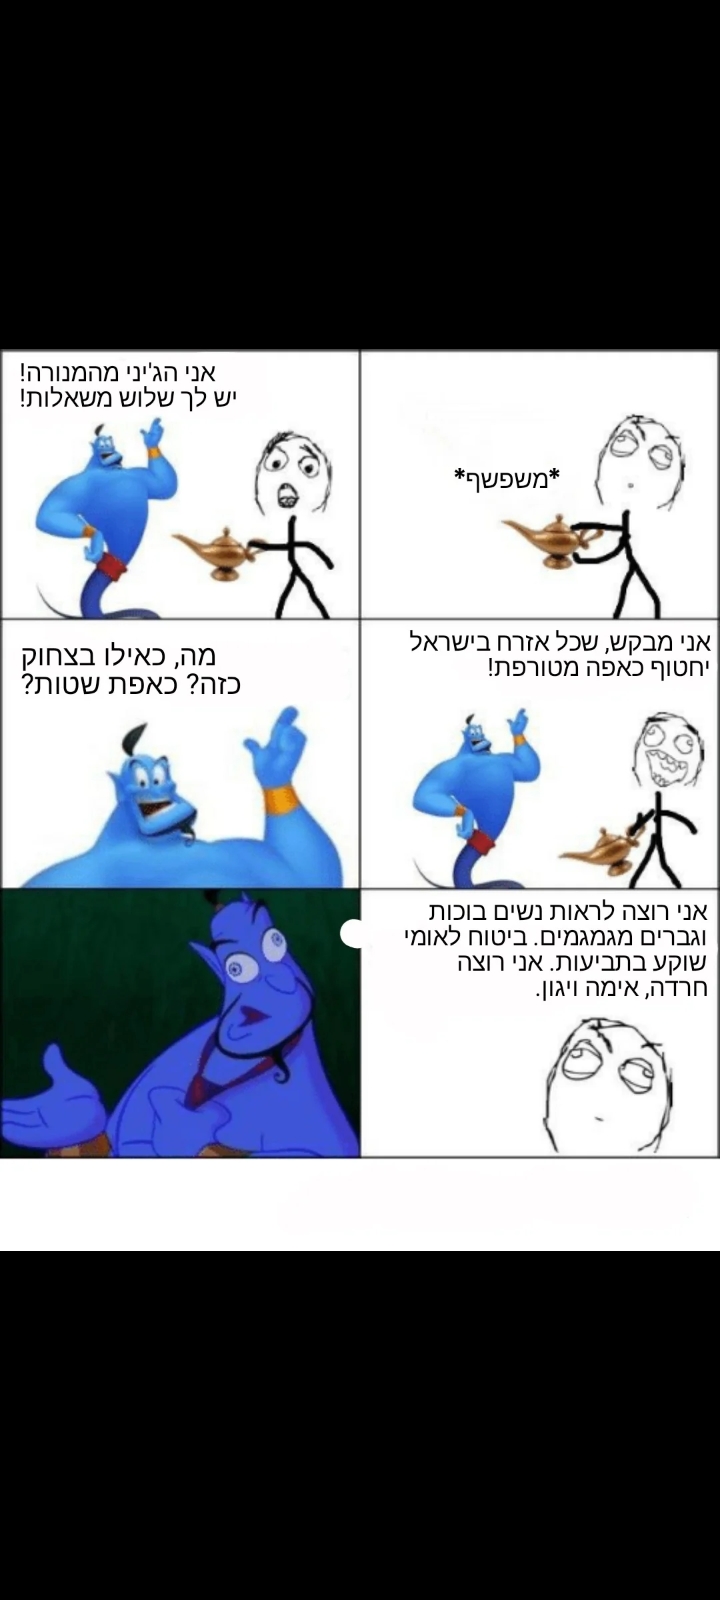 *משפשף*
אני הג'יני מהמנורה!
יש לך שלוש משאלות!
אני מבקש, שכל אזרח בישראל
יחטוף כאפה מטורפת!
מה, כאילו בצחוק
כזה? כאפת שטות?
אני רוצה לראות נשים בוכות
וגברים מגמגמים. ביטוח לאומי
שוקע בתביעות. אני רוצה
חרדה, אימה ויגון.